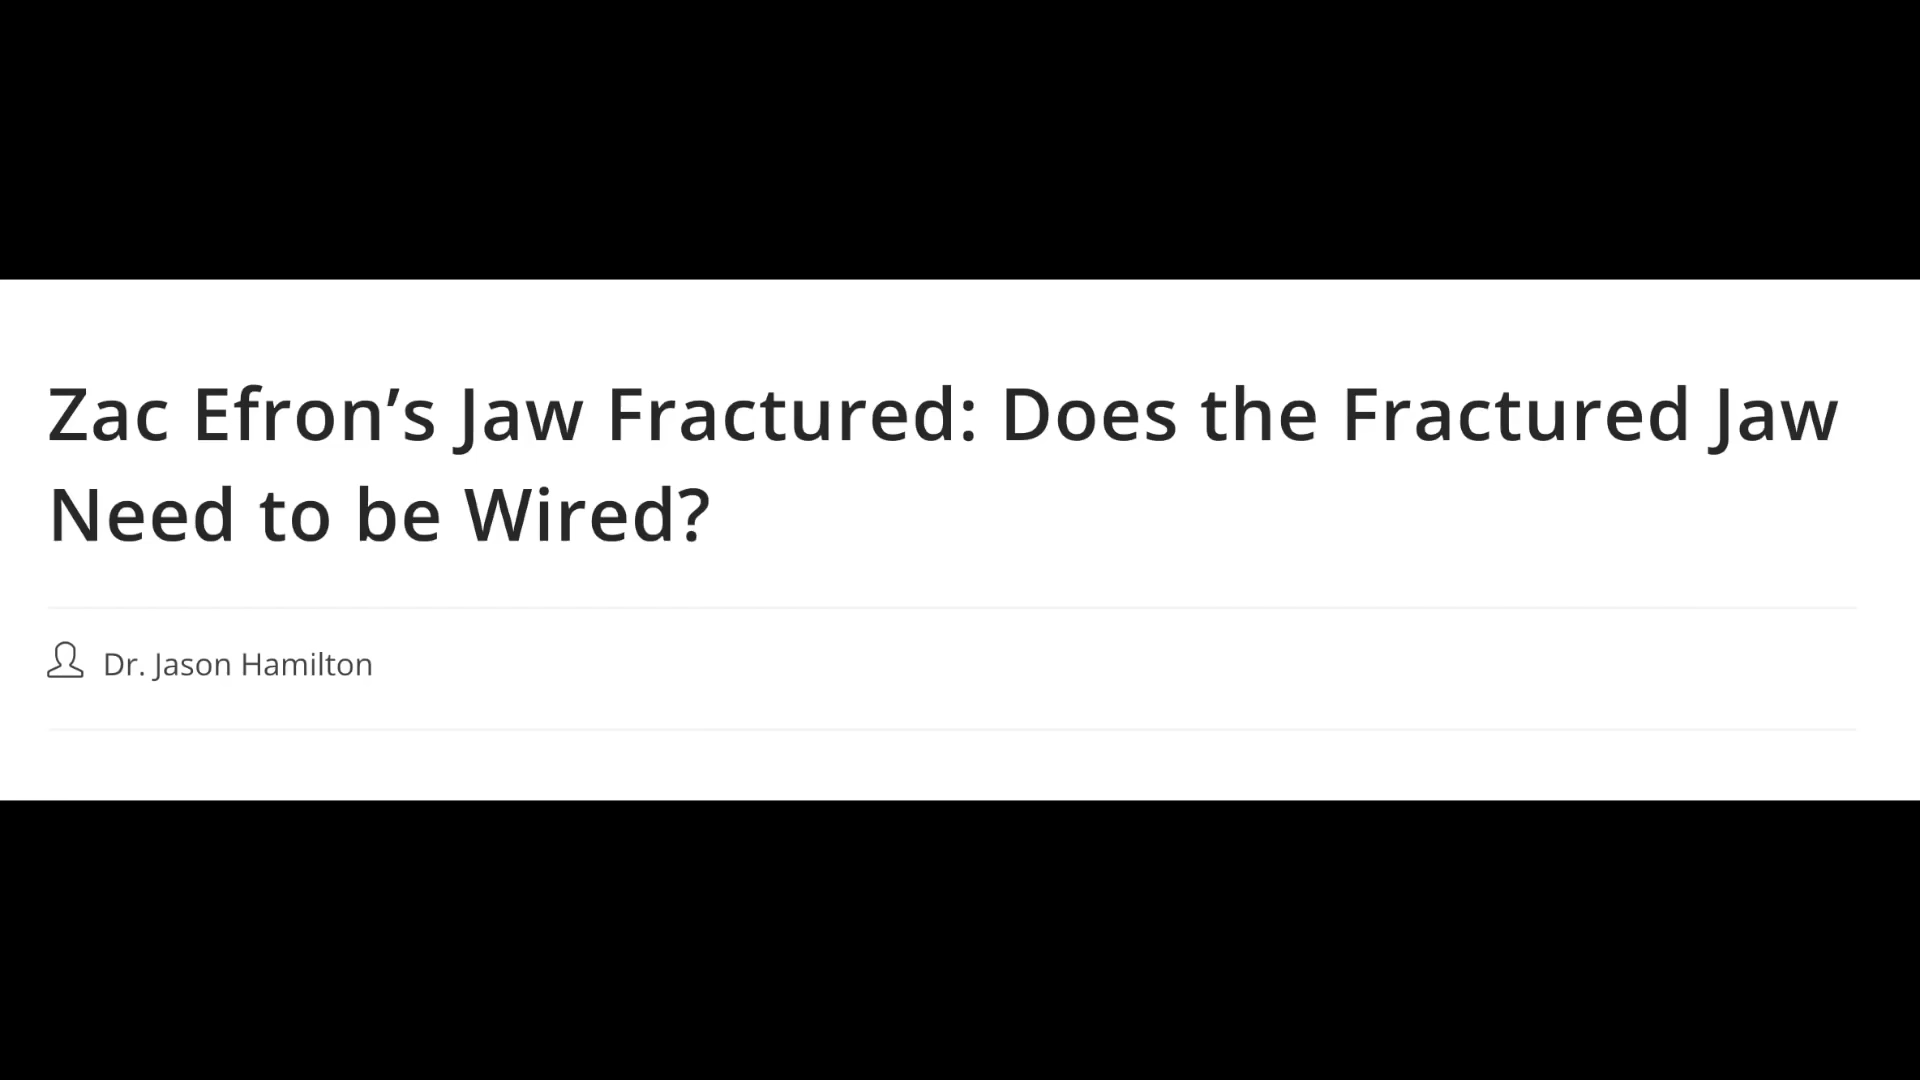 Zac Efron’s Jaw Fractured: Does the Fractured Jaw
Need to be Wired?
Dr. Jason Hamilton